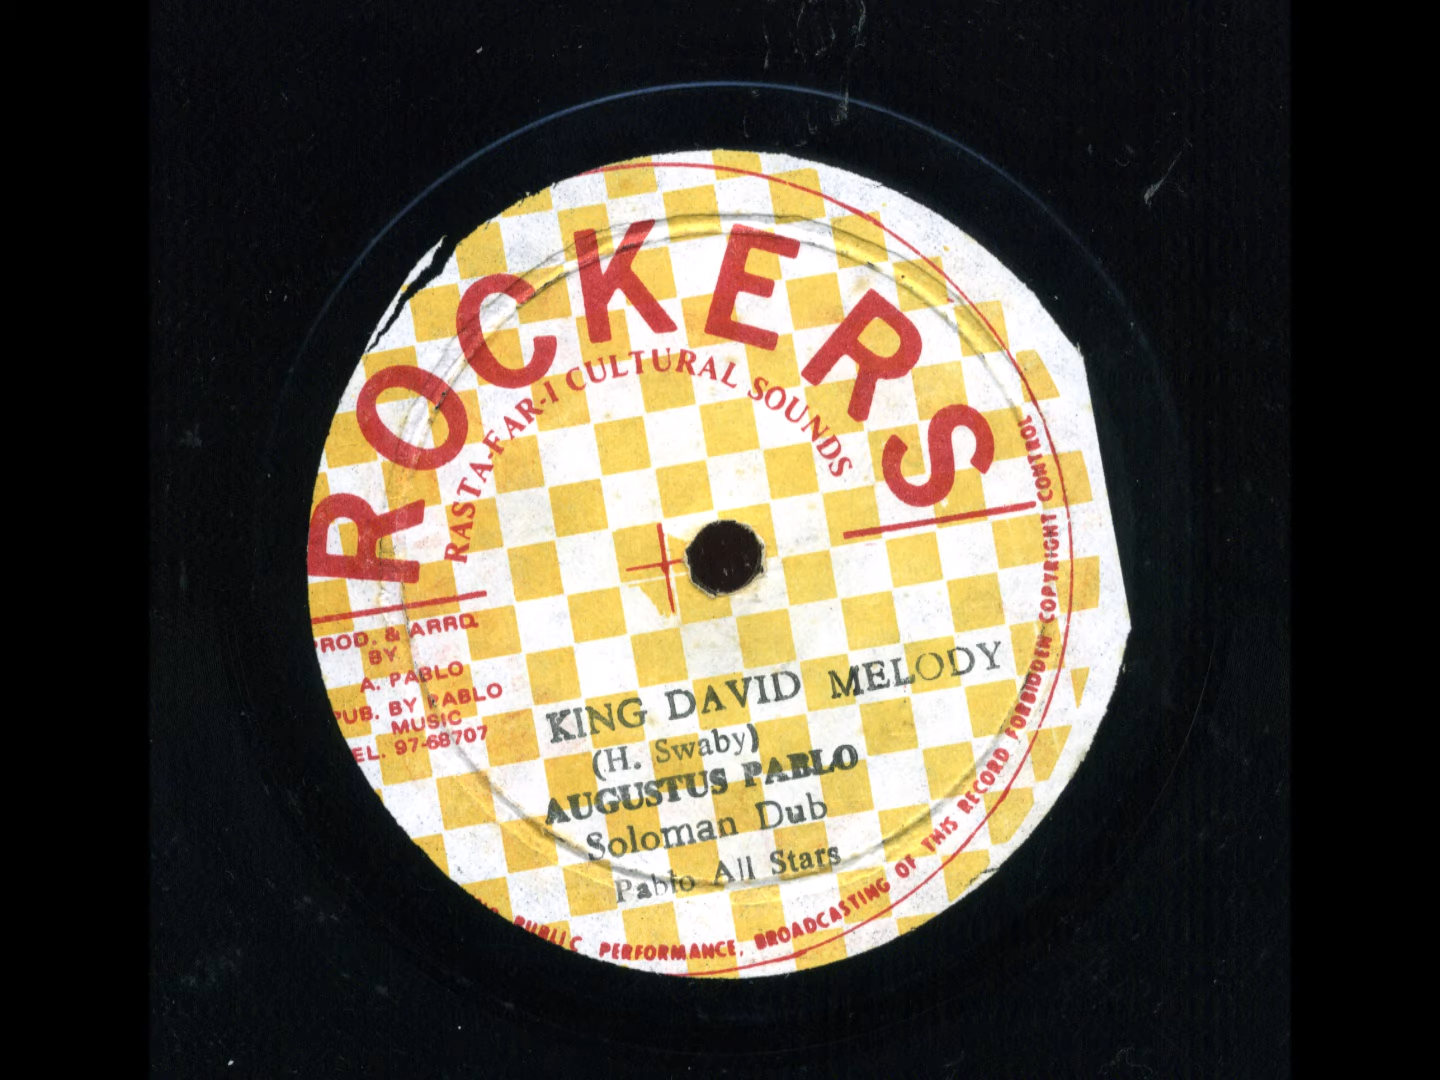 ROCKERS
RASTA-FAR-I CULTURAL SOUNDS
PROD. & ARRD.
BY
A. PABLO
PUB. BY PABLO
MUSIC
EL. 97-68707
KING DAVID MELODY
(H. Swaby)
AUGUSTUS PABLO
Soloman Dub
Pablo All Stars
PUBLIC PERFORMANCE, BROADCASTING OF THIS RECORD FORBIDDEN COPYRIGHT CONTROL